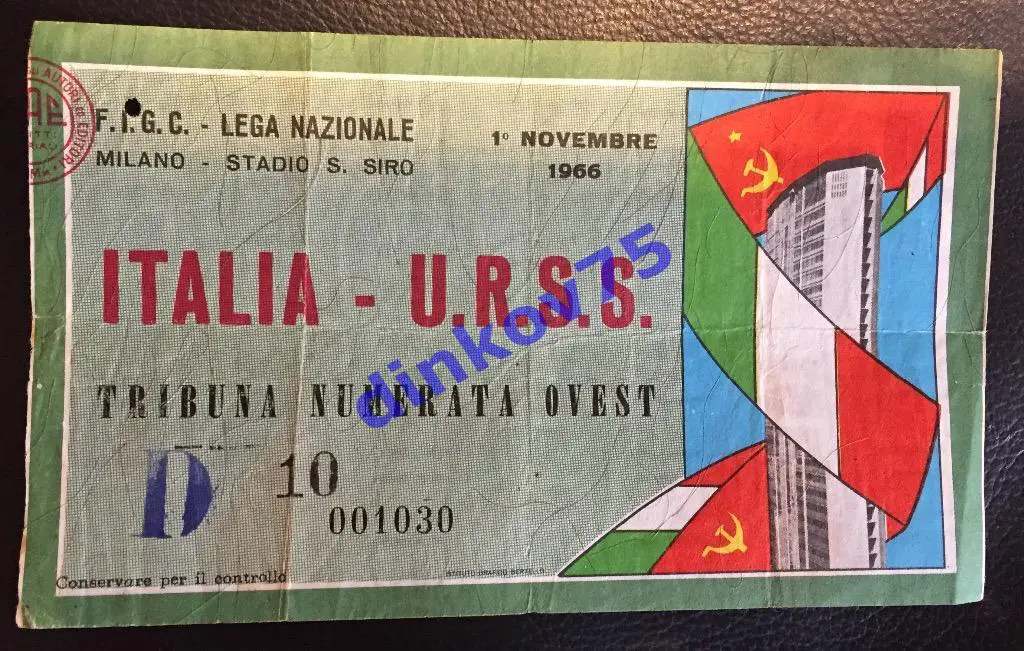 F.I.G.C. - LEGA NAZIONALE
MILANO - STADIO S. SIRO
1° NOVEMBRE
1966
ITALIA - U.R.S.S.
dinkov75
TRIBUNA NUMERATA OVEST
D 10
001030
Conservare per il controllo